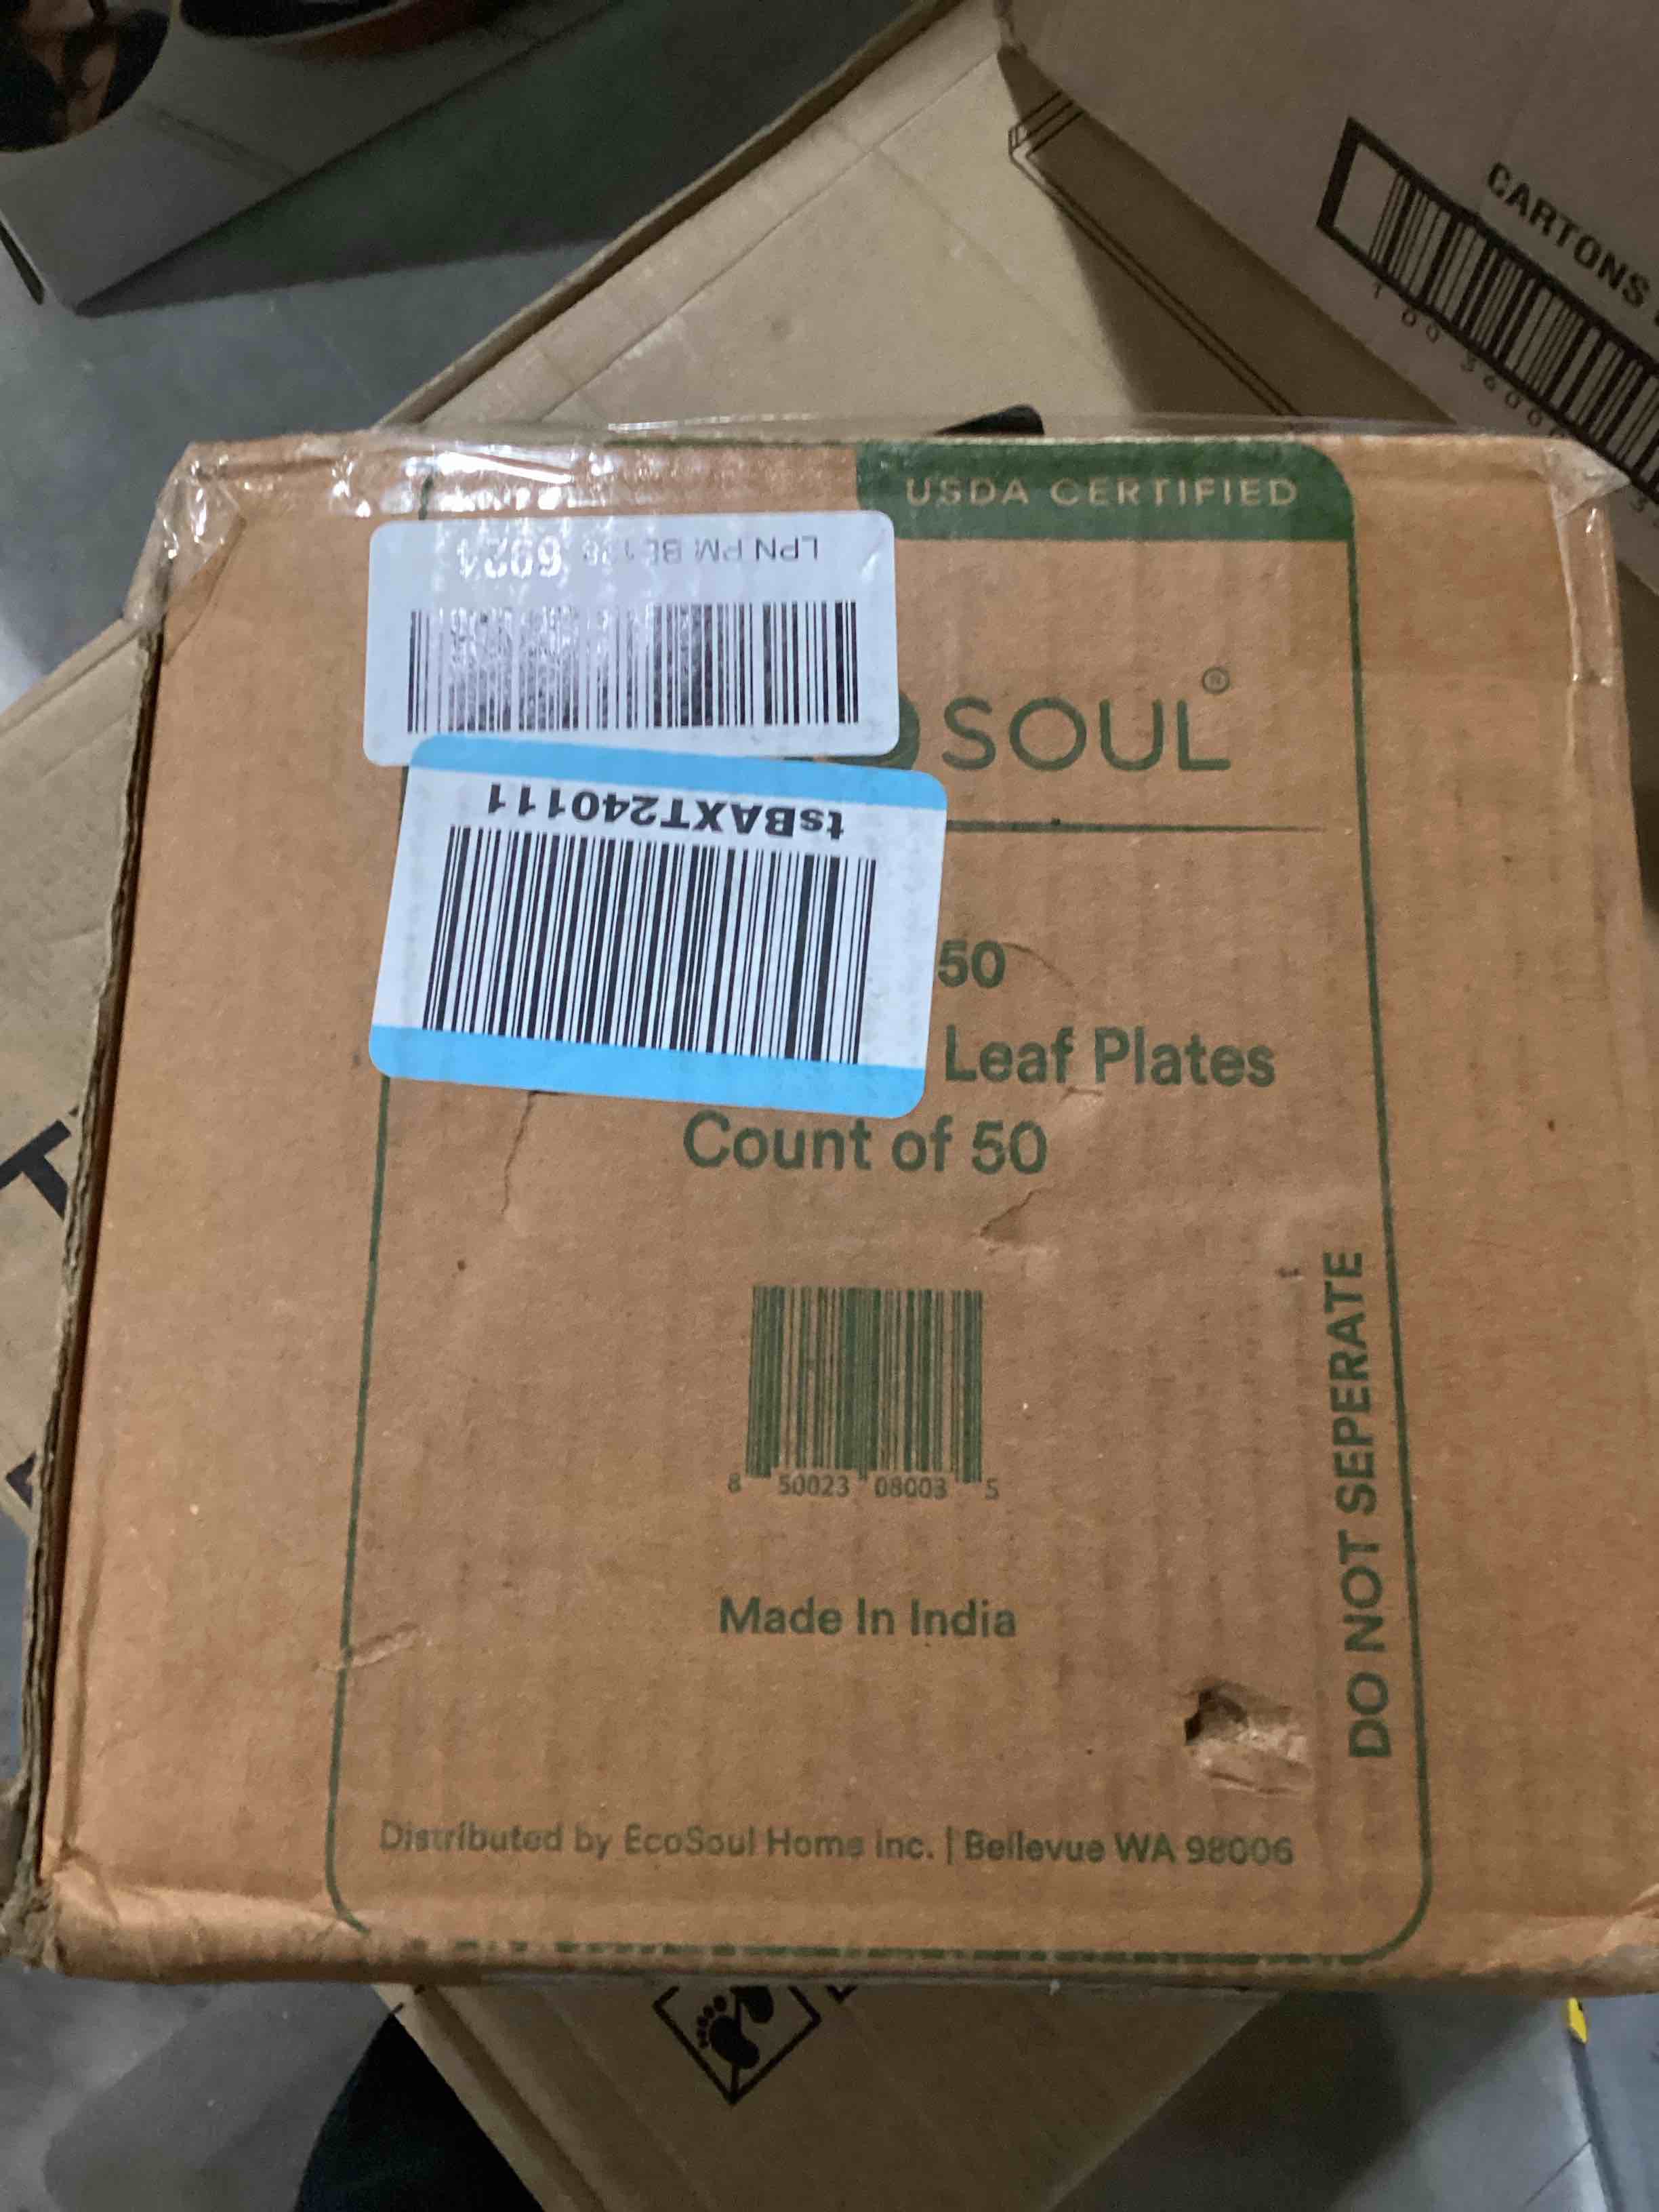 CARTONS
USDA CERTIFIED
LPN PM
6921
SOUL®
tsBAXT240111
50
Leaf Plates
Count of 50
8 50023 08003 5
Made In India
DO NOT SEPERATE
Distributed by EcoSoul Home Inc. | Bellevue WA 98006